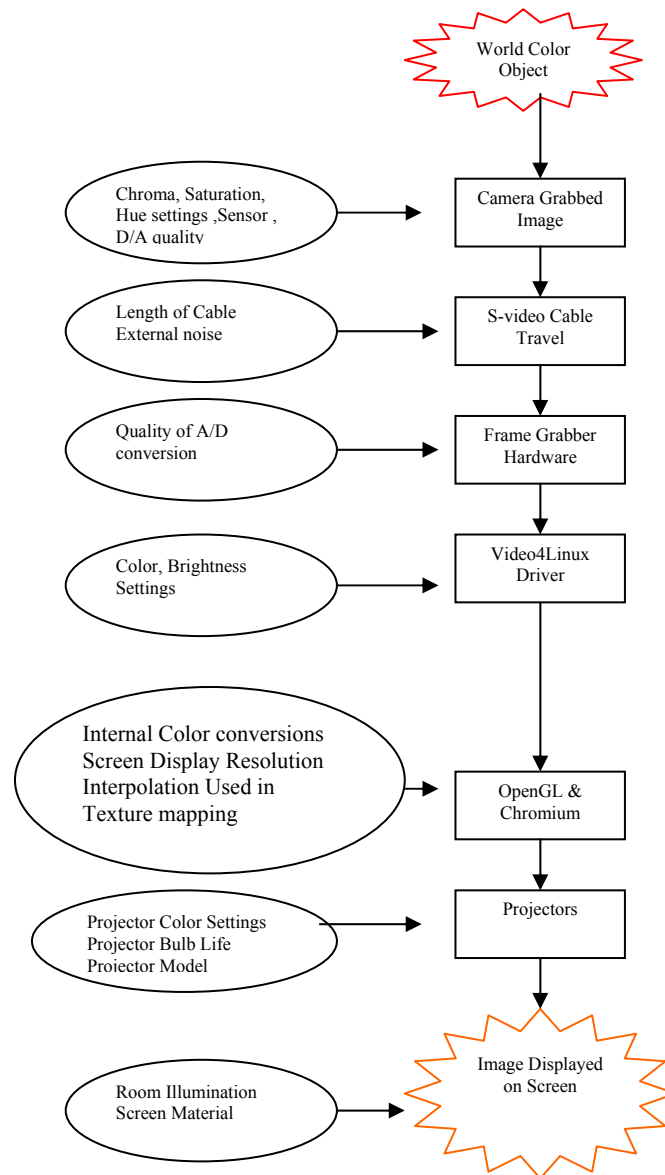 World Color
Object
Chroma, Saturation,
Hue settings ,Sensor ,
D/A quality
Camera Grabbed
Image
Length of Cable
External noise
S-video Cable
Travel
Quality of A/D
conversion
Frame Grabber
Hardware
Color, Brightness
Settings
Video4Linux
Driver
Internal Color conversions
Screen Display Resolution
Interpolation Used in
Texture mapping
OpenGL &
Chromium
Projector Color Settings
Projector Bulb Life
Projector Model
Projectors
Image Displayed
on Screen
Room Illumination
Screen Material